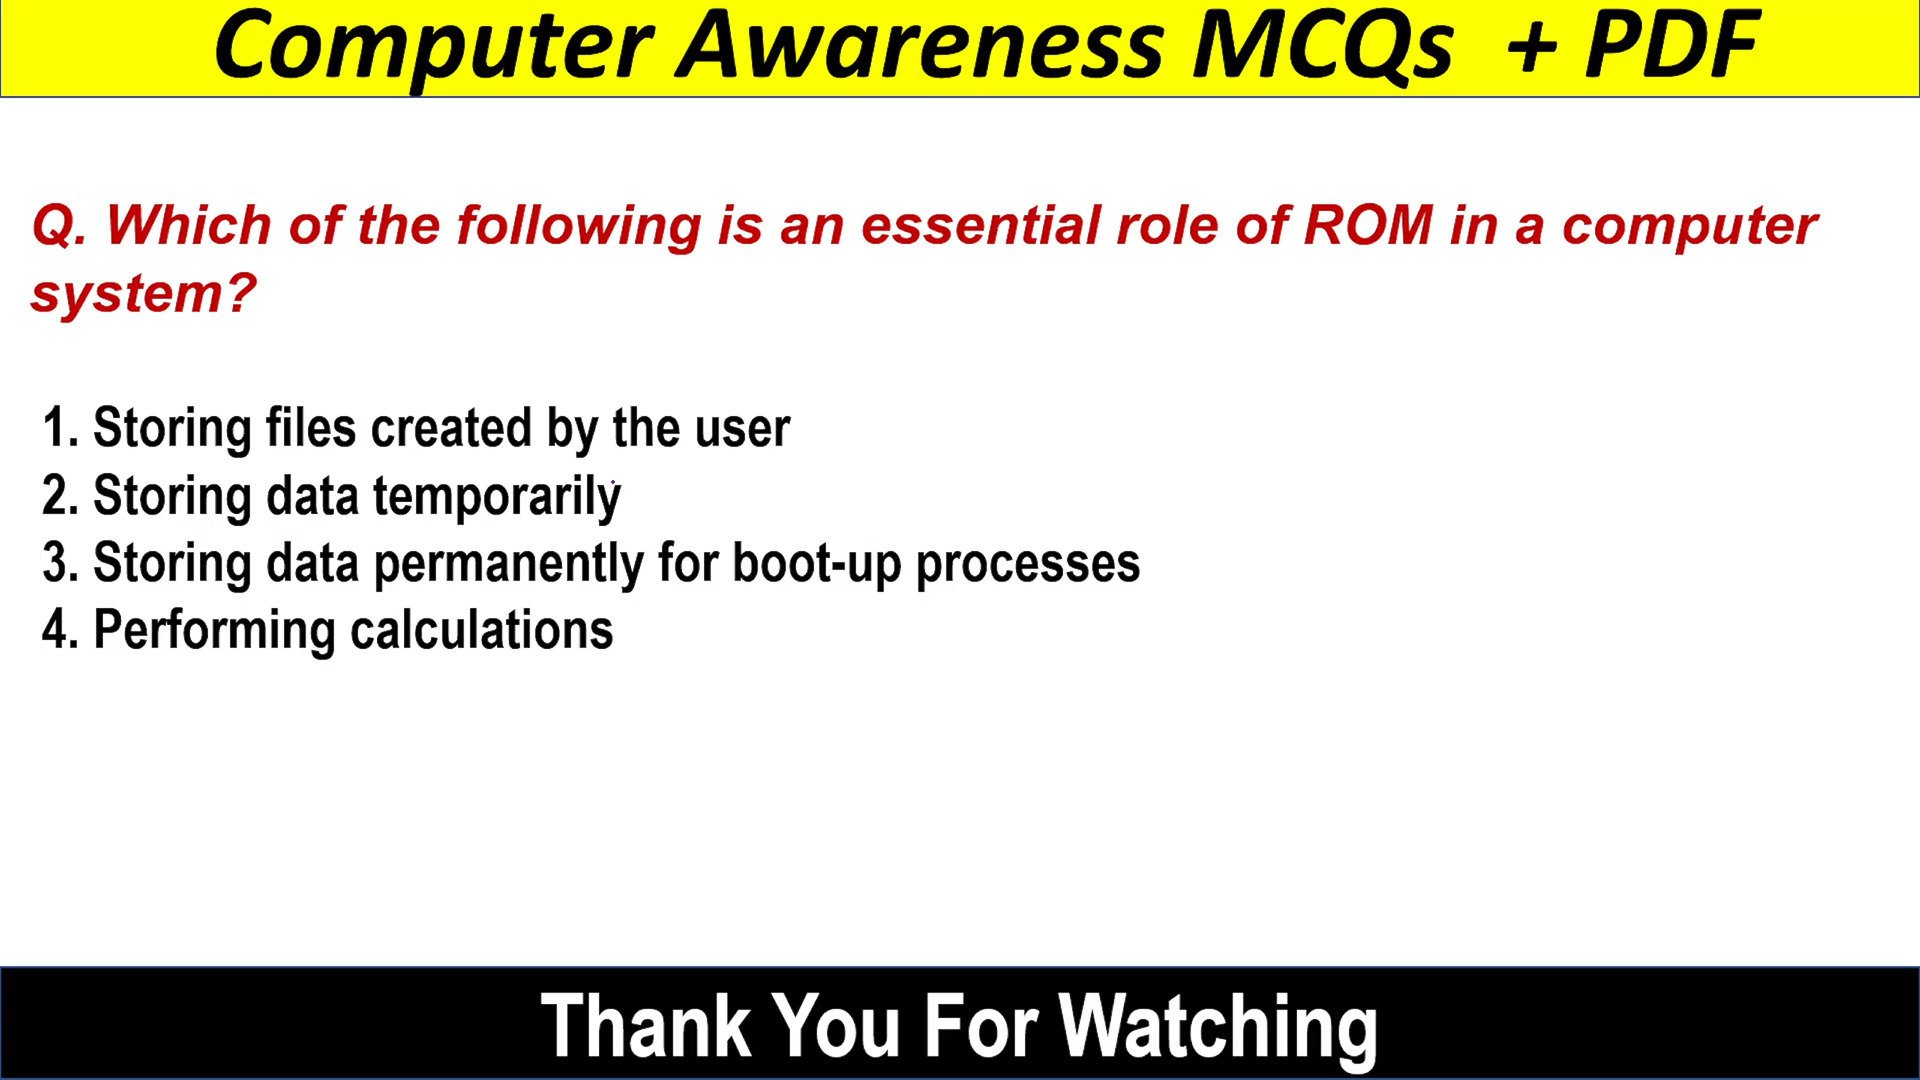 Computer Awareness MCQs + PDF
Q. Which of the following is an essential role of ROM in a computer
system?
1. Storing files created by the user
2. Storing data temporarily
3. Storing data permanently for boot-up processes
4. Performing calculations
Thank You For Watching